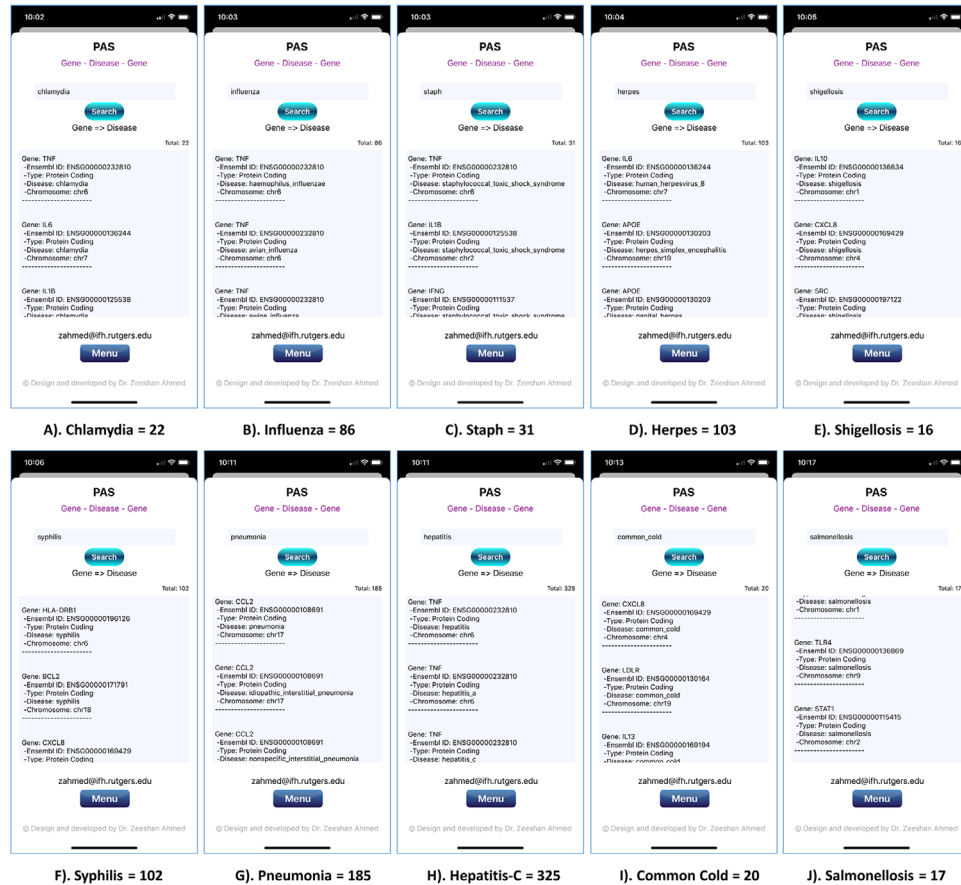 10:02
PAS
Gene - Disease - Gene
chlamydia
Search
Gene => Disease
Total: 22
Gene: TNF
-Ensembl ID: ENSG00000232810
-Type: Protein Coding
-Disease: chlamydia
-Chromosome: chr6
----------------------
Gene: IL6
-Ensembl ID: ENSG00000136244
-Type: Protein Coding
-Disease: chlamydia
-Chromosome: chr7
----------------------
Gene: IL1B
-Ensembl ID: ENSG00000125538
-Type: Protein Coding
-Disease: chlamydia
zahmed@ifh.rutgers.edu
Menu
© Design and developed by Dr. Zeeshan Ahmed
A). Chlamydia = 22
10:03
PAS
Gene - Disease - Gene
influenza
Search
Gene => Disease
Total: 86
Gene: TNF
-Ensembl ID: ENSG00000232810
-Type: Protein Coding
-Disease: haemophilus_influenzae
-Chromosome: chr6
----------------------
Gene: TNF
-Ensembl ID: ENSG00000232810
-Type: Protein Coding
-Disease: avian_influenza
-Chromosome: chr6
----------------------
Gene: TNF
-Ensembl ID: ENSG00000232810
-Type: Protein Coding
-Disease: swine_influenza
zahmed@ifh.rutgers.edu
Menu
© Design and developed by Dr. Zeeshan Ahmed
B). Influenza = 86
10:03
PAS
Gene - Disease - Gene
staph
Search
Gene => Disease
Total: 31
Gene: TNF
-Ensembl ID: ENSG00000232810
-Type: Protein Coding
-Disease: staphylococcal_toxic_shock_syndrome
-Chromosome: chr6
----------------------
Gene: IL1B
-Ensembl ID: ENSG00000125538
-Type: Protein Coding
-Disease: staphylococcal_toxic_shock_syndrome
-Chromosome: chr2
----------------------
Gene: IFNG
-Ensembl ID: ENSG00000111537
-Type: Protein Coding
-Disease: staphylococcal_toxic_shock_syndrome
zahmed@ifh.rutgers.edu
Menu
© Design and developed by Dr. Zeeshan Ahmed
C). Staph = 31
10:04
PAS
Gene - Disease - Gene
herpes
Search
Gene => Disease
Total: 103
Gene: IL6
-Ensembl ID: ENSG00000136244
-Type: Protein Coding
-Disease: human_herpesvirus_8
-Chromosome: chr7
----------------------
Gene: APOE
-Ensembl ID: ENSG00000130203
-Type: Protein Coding
-Disease: herpes_simplex_encephalitis
-Chromosome: chr19
----------------------
Gene: APOE
-Ensembl ID: ENSG00000130203
-Type: Protein Coding
-Disease: genital_herpes
zahmed@ifh.rutgers.edu
Menu
© Design and developed by Dr. Zeeshan Ahmed
D). Herpes = 103
10:05
PAS
Gene - Disease - Gene
shigellosis
Search
Gene => Disease
Total: 16
Gene: IL10
-Ensembl ID: ENSG00000136634
-Type: Protein Coding
-Disease: shigellosis
-Chromosome: chr1
----------------------
Gene: CXCL8
-Ensembl ID: ENSG00000169429
-Type: Protein Coding
-Disease: shigellosis
-Chromosome: chr4
----------------------
Gene: SRC
-Ensembl ID: ENSG00000197122
-Type: Protein Coding
-Disease: shigellosis
zahmed@ifh.rutgers.edu
Menu
© Design and developed by Dr. Zeeshan Ahmed
E). Shigellosis = 16
10:06
PAS
Gene - Disease - Gene
syphilis
Search
Gene => Disease
Total: 102
Gene: HLA-DRB1
-Ensembl ID: ENSG00000196126
-Type: Protein Coding
-Disease: syphilis
-Chromosome: chr6
----------------------
Gene: BCL2
-Ensembl ID: ENSG00000171791
-Type: Protein Coding
-Disease: syphilis
-Chromosome: chr18
----------------------
Gene: CXCL8
-Ensembl ID: ENSG00000169429
-Type: Protein Coding
zahmed@ifh.rutgers.edu
Menu
© Design and developed by Dr. Zeeshan Ahmed
F). Syphilis = 102
10:11
PAS
Gene - Disease - Gene
pneumonia
Search
Gene => Disease
Total: 185
Gene: CCL2
-Ensembl ID: ENSG00000108691
-Type: Protein Coding
-Disease: pneumonia
-Chromosome: chr17
----------------------
Gene: CCL2
-Ensembl ID: ENSG00000108691
-Type: Protein Coding
-Disease: idiopathic_interstitial_pneumonia
-Chromosome: chr17
----------------------
Gene: CCL2
-Ensembl ID: ENSG00000108691
-Type: Protein Coding
-Disease: nonspecific_interstitial_pneumonia
zahmed@ifh.rutgers.edu
Menu
© Design and developed by Dr. Zeeshan Ahmed
G). Pneumonia = 185
10:11
PAS
Gene - Disease - Gene
hepatitis
Search
Gene => Disease
Total: 325
Gene: TNF
-Ensembl ID: ENSG00000232810
-Type: Protein Coding
-Disease: hepatitis
-Chromosome: chr6
----------------------
Gene: TNF
-Ensembl ID: ENSG00000232810
-Type: Protein Coding
-Disease: hepatitis_a
-Chromosome: chr6
----------------------
Gene: TNF
-Ensembl ID: ENSG00000232810
-Type: Protein Coding
-Disease: hepatitis_c
zahmed@ifh.rutgers.edu
Menu
© Design and developed by Dr. Zeeshan Ahmed
H). Hepatitis-C = 325
10:13
PAS
Gene - Disease - Gene
common_cold
Search
Gene => Disease
Total: 20
Gene: CXCL8
-Ensembl ID: ENSG00000169429
-Type: Protein Coding
-Disease: common_cold
-Chromosome: chr4
----------------------
Gene: LDLR
-Ensembl ID: ENSG00000130164
-Type: Protein Coding
-Disease: common_cold
-Chromosome: chr19
----------------------
Gene: IL13
-Ensembl ID: ENSG00000169194
-Type: Protein Coding
-Disease: common_cold
zahmed@ifh.rutgers.edu
Menu
© Design and developed by Dr. Zeeshan Ahmed
I). Common Cold = 20
10:17
PAS
Gene - Disease - Gene
salmonellosis
Search
Gene => Disease
Total: 17
-Disease: salmonellosis
-Chromosome: chr1
----------------------
Gene: TLR4
-Ensembl ID: ENSG00000136869
-Type: Protein Coding
-Disease: salmonellosis
-Chromosome: chr9
----------------------
Gene: STAT1
-Ensembl ID: ENSG00000115415
-Type: Protein Coding
-Disease: salmonellosis
-Chromosome: chr2
----------------------
zahmed@ifh.rutgers.edu
Menu
© Design and developed by Dr. Zeeshan Ahmed
J). Salmonellosis = 17